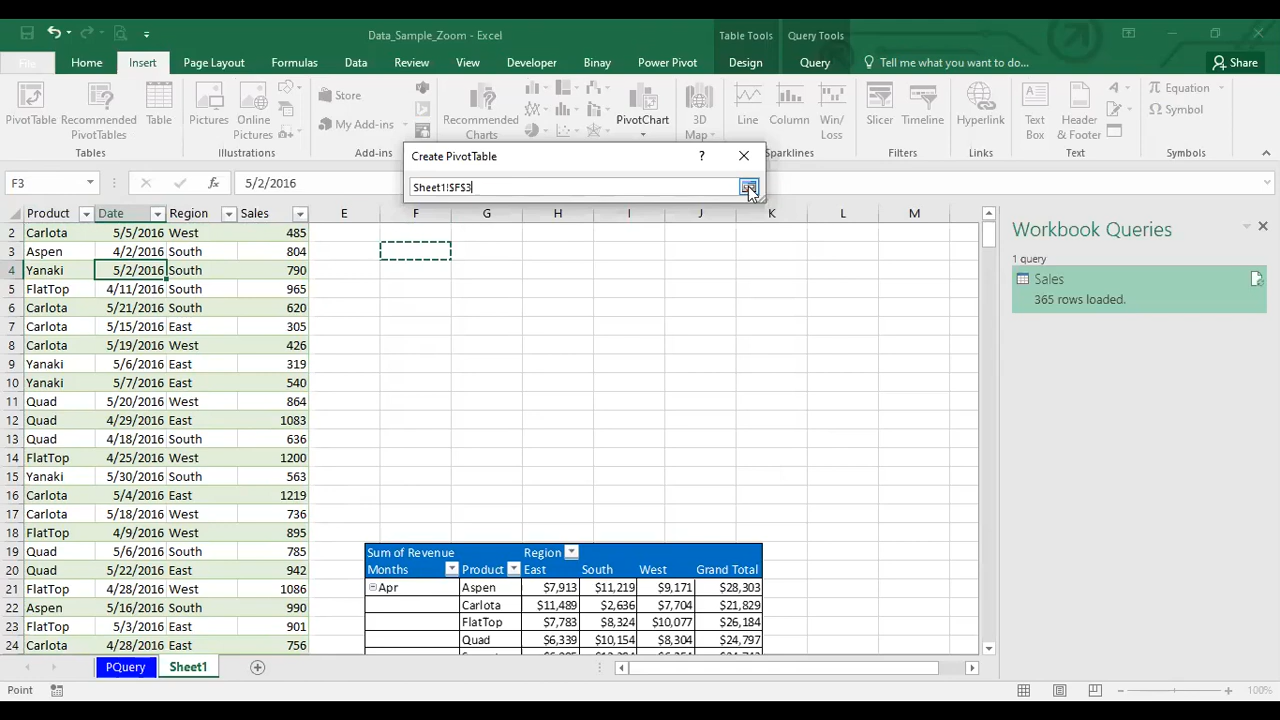 Data_Sample_Zoom - Excel
Table Tools
Query Tools
File Home Insert Page Layout Formulas Data Review View Developer Binay Power Pivot Design Query Tell me what you want to do... Share
PivotTable
Recommended PivotTables
Table
Tables
Pictures
Online Pictures
Illustrations
Store
My Add-ins
Add-ins
Recommended Charts
PivotChart
3D Map
Line
Column
Win/ Loss
Sparklines
Slicer
Timeline
Filters
Hyperlink
Links
Text Box
Header & Footer
Text
Equation
Symbol
Symbols
Create PivotTable ?
Sheet1!$F$3
F3 fx 5/2/2016
Product Date Region Sales E F G H I J K L M
2 Carlota 5/5/2016 West 485
3 Aspen 4/2/2016 South 804
4 Yanaki 5/2/2016 South 790
5 FlatTop 4/11/2016 South 965
6 Carlota 5/21/2016 South 620
7 Carlota 5/15/2016 East 305
8 Carlota 5/19/2016 West 426
9 Yanaki 5/6/2016 East 319
10 Yanaki 5/7/2016 East 540
11 Quad 5/20/2016 West 864
12 Quad 4/29/2016 East 1083
13 Quad 4/18/2016 South 636
14 FlatTop 4/25/2016 West 1200
15 Yanaki 5/30/2016 South 563
16 Carlota 5/4/2016 East 1219
17 Carlota 5/18/2016 West 736
18 FlatTop 4/9/2016 West 895
19 Quad 5/6/2016 South 785
20 Quad 5/22/2016 East 942
21 FlatTop 4/28/2016 West 1086
22 Aspen 5/16/2016 South 990
23 FlatTop 5/3/2016 East 901
24 Carlota 4/28/2016 East 756
Sum of Revenue Region
Months Product East South West Grand Total
Apr Aspen $7,913 $11,219 $9,171 $28,303
Carlota $11,489 $2,636 $7,704 $21,829
FlatTop $7,783 $8,324 $10,077 $26,184
Quad $6,339 $10,154 $8,304 $24,797
Workbook Queries
1 query
Sales
365 rows loaded.
PQuery Sheet1
Point
100%